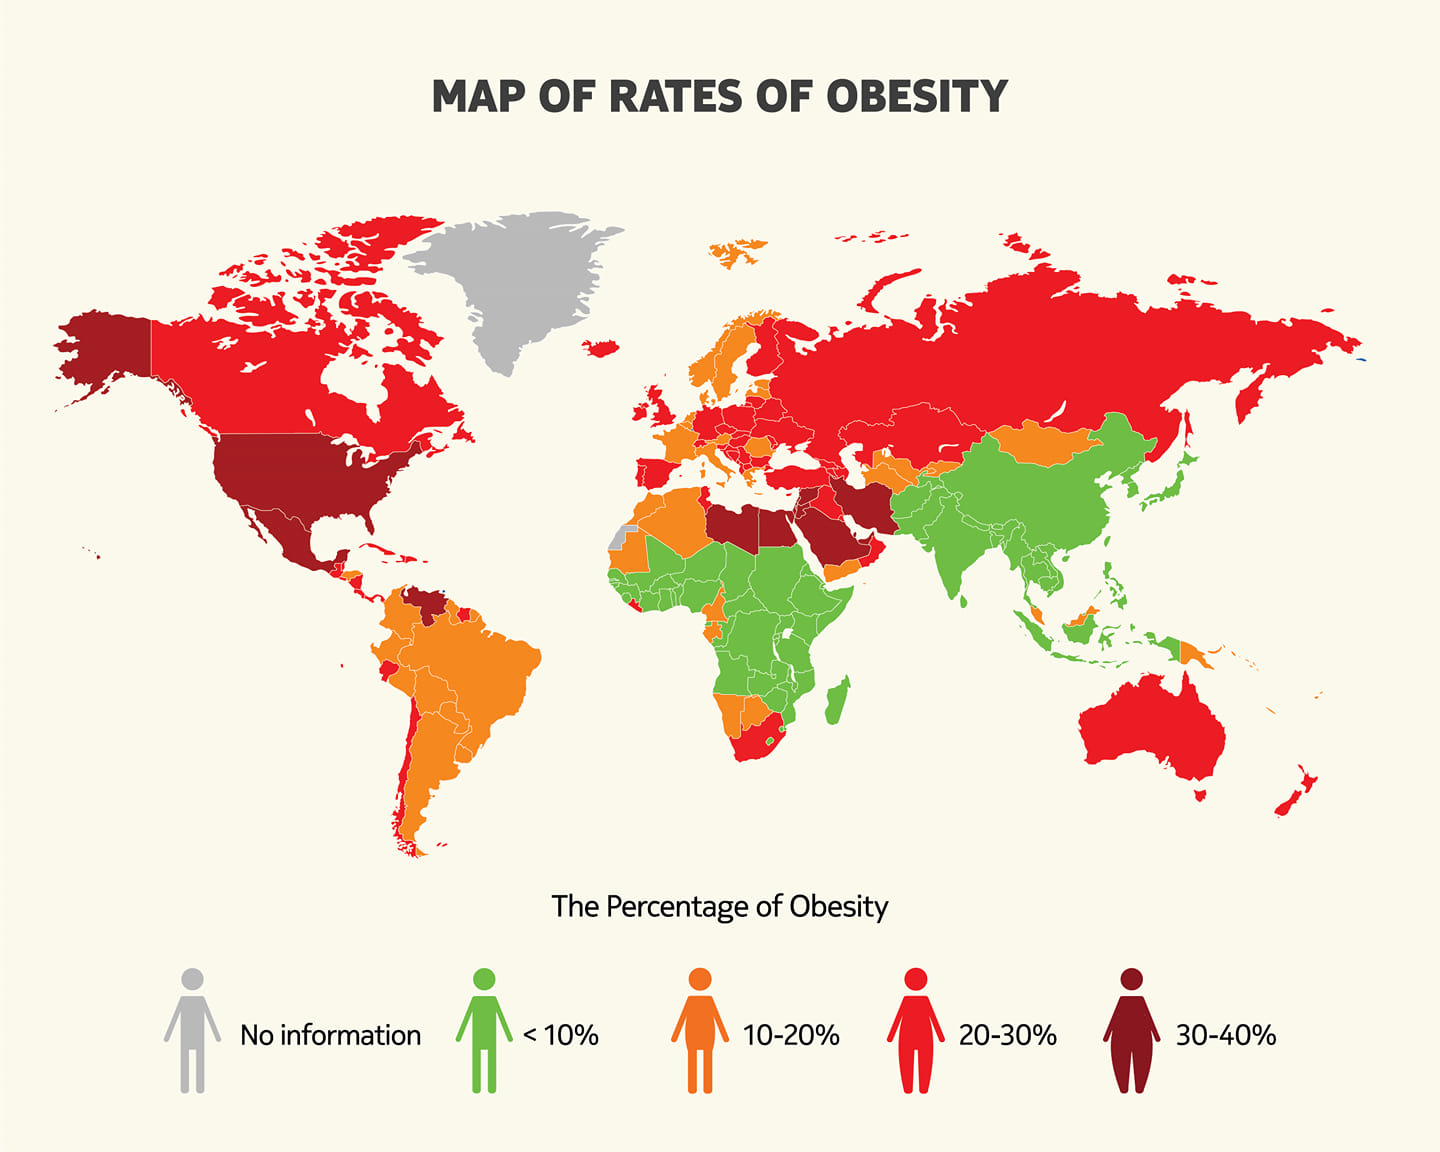 MAP OF RATES OF OBESITY
The Percentage of Obesity
No information
< 10%
10-20%
20-30%
30-40%